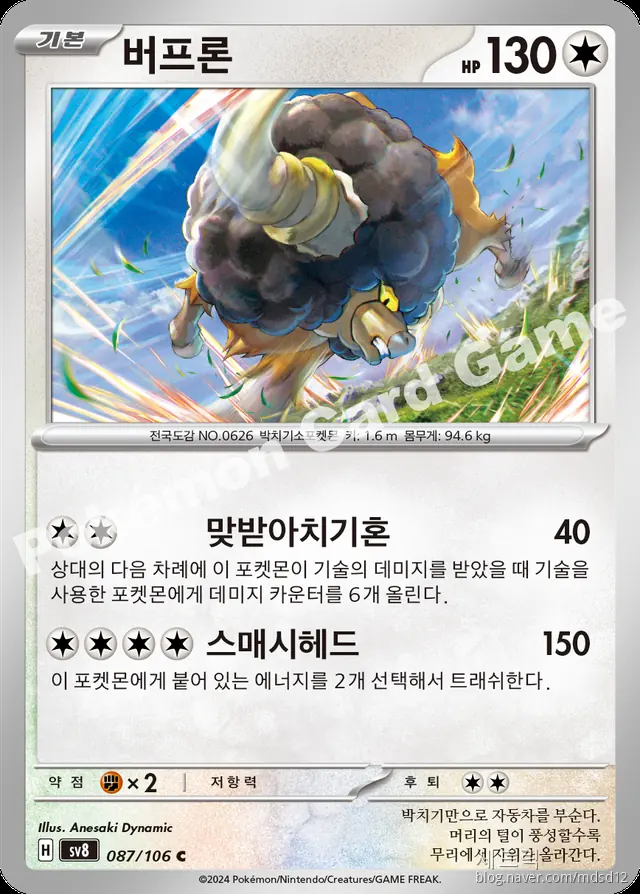 기본 버프론 HP 130
전국도감 NO.0626 박치기소포켓몬 키: 1.6 m 몸무게: 94.6 kg
Pokémon Card Game
맞받아치기혼 40
상대의 다음 차례에 이 포켓몬이 기술의 데미지를 받았을 때 기술을
사용한 포켓몬에게 데미지 카운터를 6개 올린다.
스매시헤드 150
이 포켓몬에게 붙어 있는 에너지를 2개 선택해서 트래쉬한다.
약점 ×2 저항력 후퇴
Illus. Anesaki Dynamic
H sv8 087/106 C
박치기만으로 자동차를 부순다.
머리의 털이 풍성할수록
무리에서 지위가 올라간다.
©2024 Pokémon/Nintendo/Creatures/GAME FREAK.
blog.naver.com/mdsd12